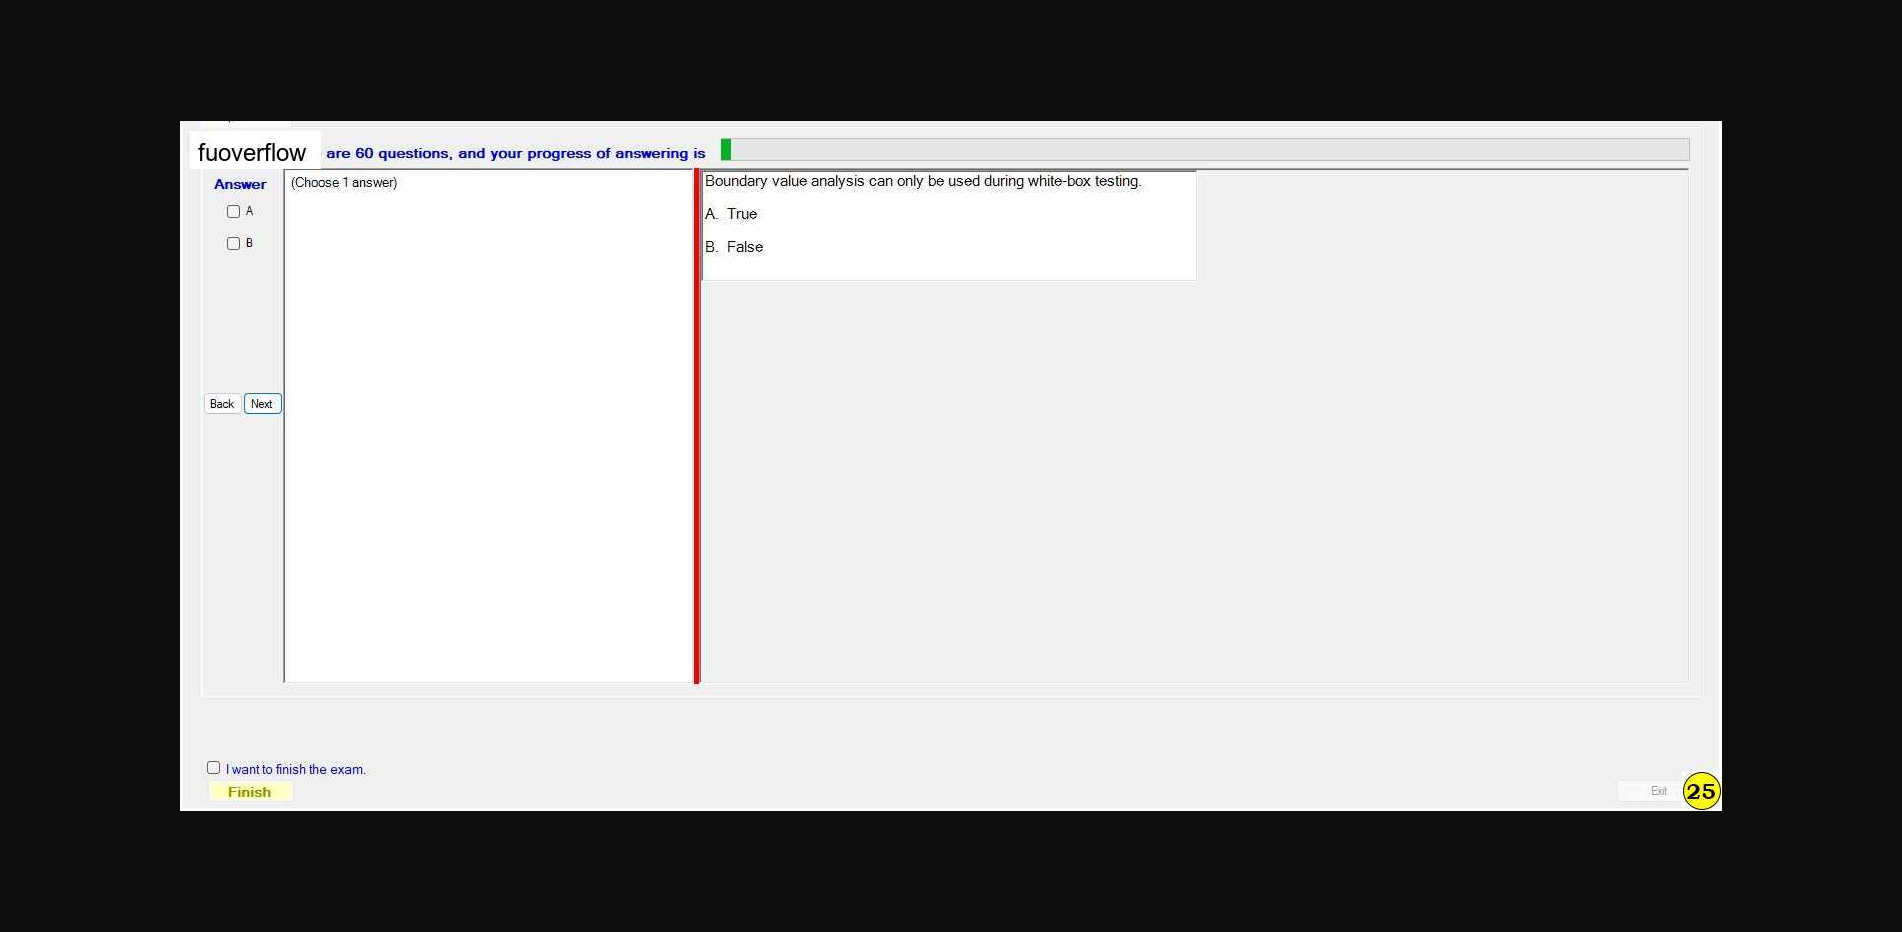 fuoverflow are 60 questions, and your progress of answering is
Answer
(Choose 1 answer)
A
B
Back Next
Boundary value analysis can only be used during white-box testing.
A. True
B. False
I want to finish the exam.
Finish
Exit
25